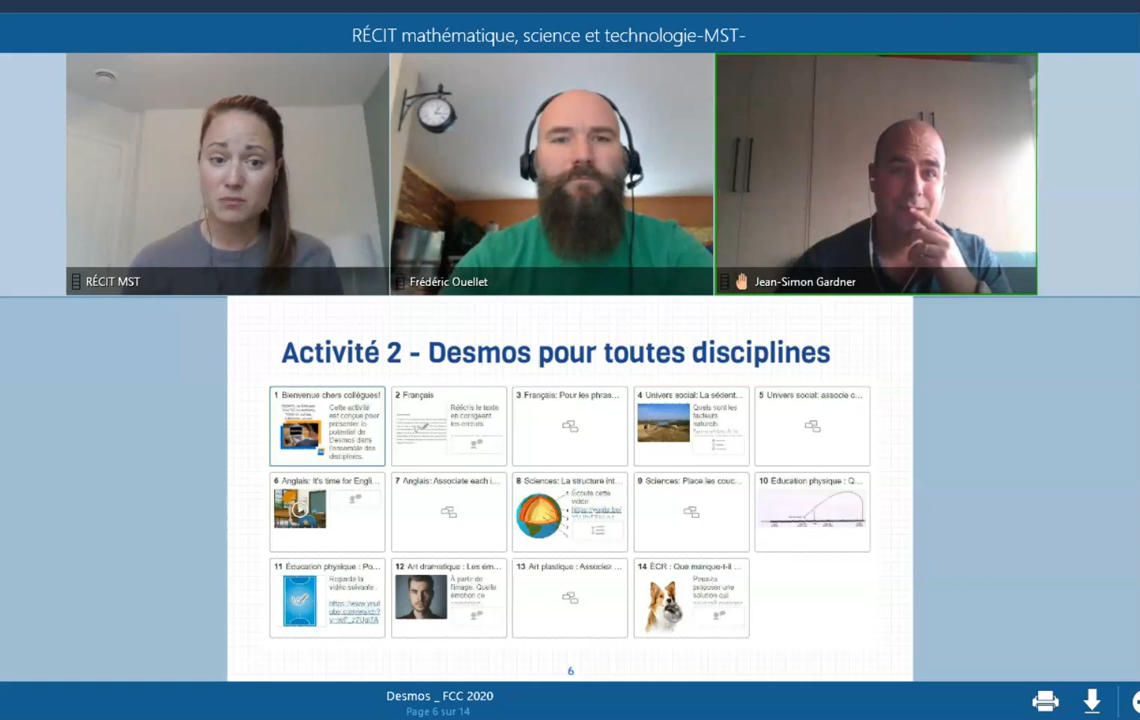 RÉCIT mathématique, science et technologie-MST-
RÉCIT MST
Frédéric Ouellet
Jean-Simon Gardner
Activité 2 - Desmos pour toutes disciplines
1 Bienvenue chers collègues!
Cette activité
est conçue pour
présenter le
potentiel de
Desmos dans
l'ensemble des
disciplines.
2 Français
Réécris le texte
en corrigeant
les erreurs.
3 Français: Pour les phras...
4 Univers social: La sédent...
Quels sont les
facteurs
naturels
5 Univers social: associe c...
6 Anglais: It's time for Engli...
7 Anglais: Associate each i...
8 Sciences: La structure int...
Écoute cette
vidéo
9 Sciences: Place les couc...
10 Éducation physique : Q...
11 Éducation physique : Po...
Regarde la
vidéo suivante
12 Art dramatique : Les ém...
À partir de
l'image. Quelle
émotion ce
13 Art plastique : Associez ...
14 ÉCR : Que manque-t-il ...
Pouvez
proposer une
solution qui
6
Desmos _ FCC 2020
Page 6 sur 14